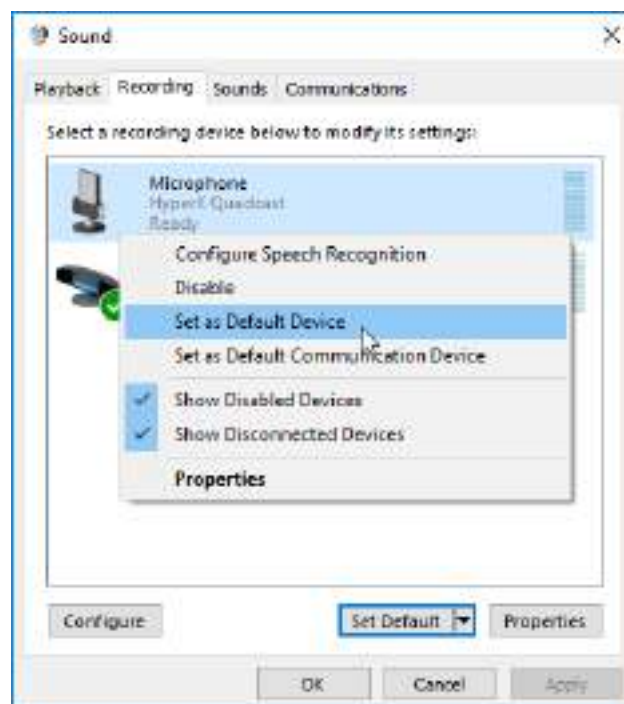 Sound
Playback Recording Sounds Communications
Select a recording device below to modify its settings:
Microphone
HyperX Quadcast
Ready
Configure Speech Recognition
Disable
Set as Default Device
Set as Default Communication Device
Show Disabled Devices
Show Disconnected Devices
Properties
Configure Set Default Properties
OK Cancel Apply